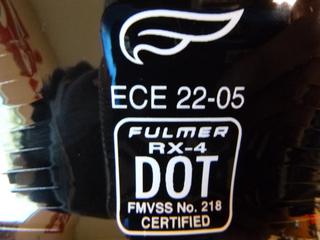 ECE 22-05
FULMER
RX-4
DOT
FMVSS No. 218
CERTIFIED